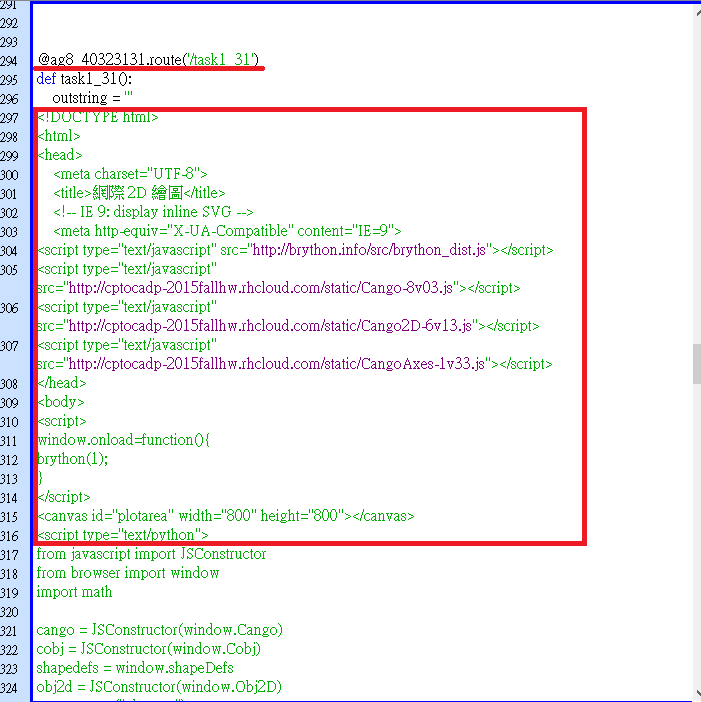 291
292
293
294 @ag8_40323131.route('/task1_31')
295 def task1_31():
296 outstring = '''
297 <!DOCTYPE html>
298 <html>
299 <head>
300 <meta charset="UTF-8">
301 <title>網際 2D 繪圖</title>
302 <!-- IE 9: display inline SVG -->
303 <meta http-equiv="X-UA-Compatible" content="IE=9">
304 <script type="text/javascript" src="http://brython.info/src/brython_dist.js"></script>
305 <script type="text/javascript"
src="http://cptocadp-2015fallhw.rhcloud.com/static/Cango-8v03.js"></script>
306 <script type="text/javascript"
src="http://cptocadp-2015fallhw.rhcloud.com/static/Cango2D-6v13.js"></script>
307 <script type="text/javascript"
src="http://cptocadp-2015fallhw.rhcloud.com/static/CangoAxes-1v33.js"></script>
308 </head>
309 <body>
310 <script>
311 window.onload=function(){
312 brython(1);
313 }
314 </script>
315 <canvas id="plotarea" width="800" height="800"></canvas>
316 <script type="text/python">
317 from javascript import JSConstructor
318 from browser import window
319 import math
320
321 cango = JSConstructor(window.Cango)
322 cobj = JSConstructor(window.Cobj)
323 shapedefs = window.shapeDefs
324 obj2d = JSConstructor(window.Obj2D)